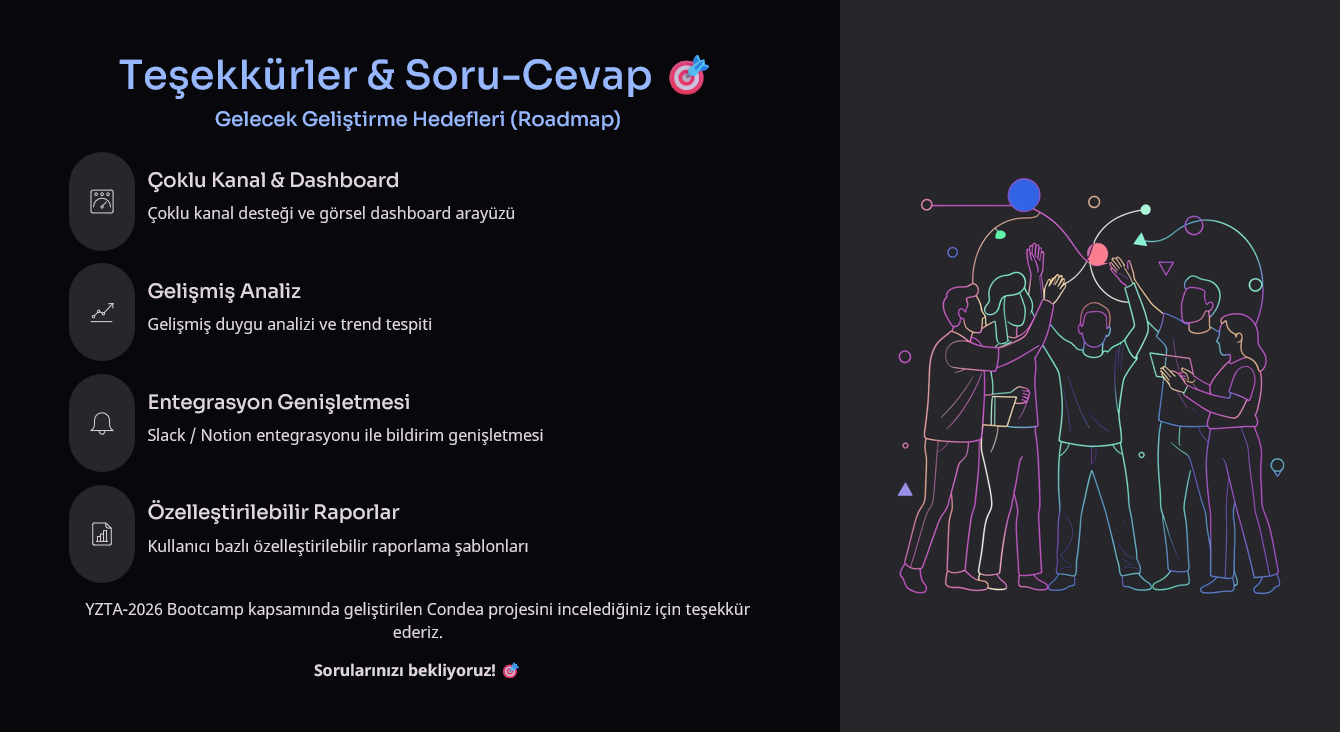 Teşekkürler & Soru-Cevap 🎯
Gelecek Geliştirme Hedefleri (Roadmap)
Çoklu Kanal & Dashboard
Çoklu kanal desteği ve görsel dashboard arayüzü
Gelişmiş Analiz
Gelişmiş duygu analizi ve trend tespiti
Entegrasyon Genişletmesi
Slack / Notion entegrasyonu ile bildirim genişletmesi
Özelleştirilebilir Raporlar
Kullanıcı bazlı özelleştirilebilir raporlama şablonları
YZTA-2026 Bootcamp kapsamında geliştirilen Condea projesini incelediğiniz için teşekkür
ederiz.
Sorularınızı bekliyoruz! 🎯